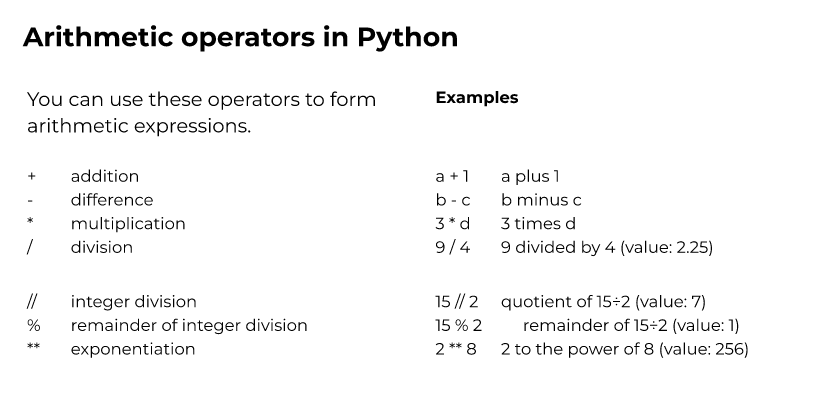 Arithmetic operators in Python
You can use these operators to form
arithmetic expressions.
Examples
+ addition
- difference
* multiplication
/ division
a + 1 a plus 1
b - c b minus c
3 * d 3 times d
9 / 4 9 divided by 4 (value: 2.25)
// integer division
% remainder of integer division
** exponentiation
15 // 2 quotient of 15÷2 (value: 7)
15 % 2 remainder of 15÷2 (value: 1)
2 ** 8 2 to the power of 8 (value: 256)